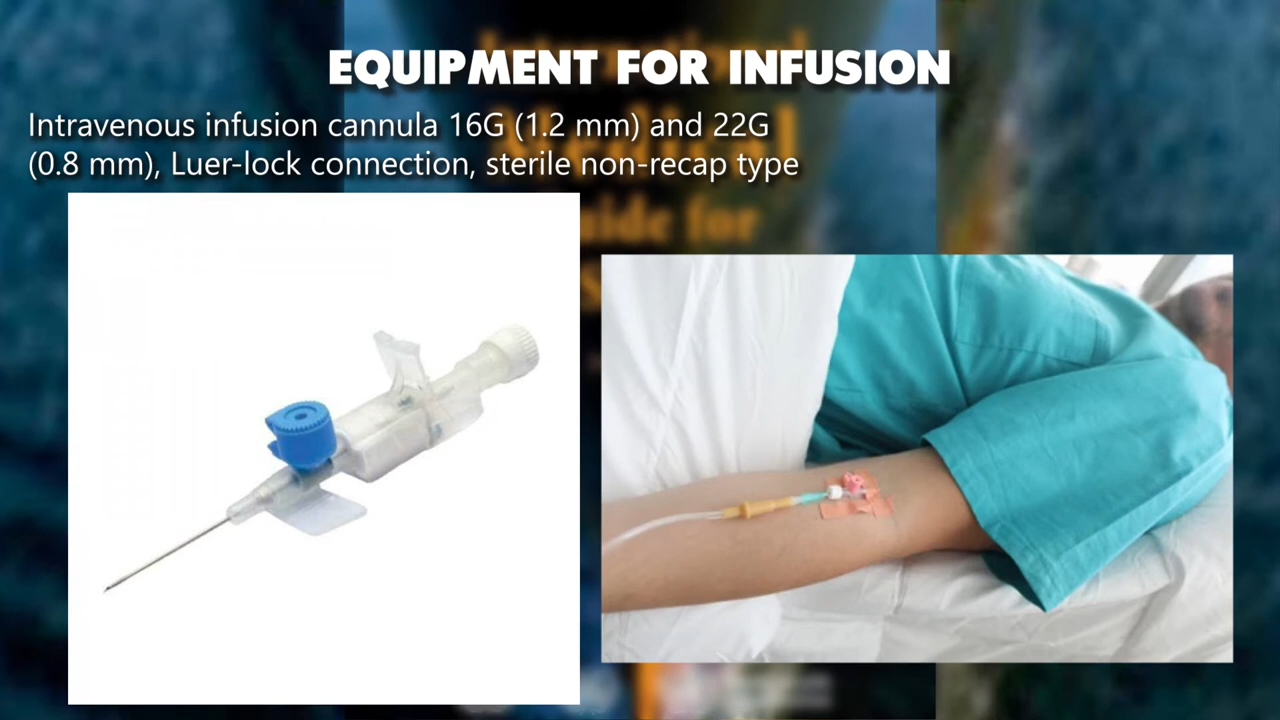 EQUIPMENT FOR INFUSION
Intravenous infusion cannula 16G (1.2 mm) and 22G
(0.8 mm), Luer-lock connection, sterile non-recap type